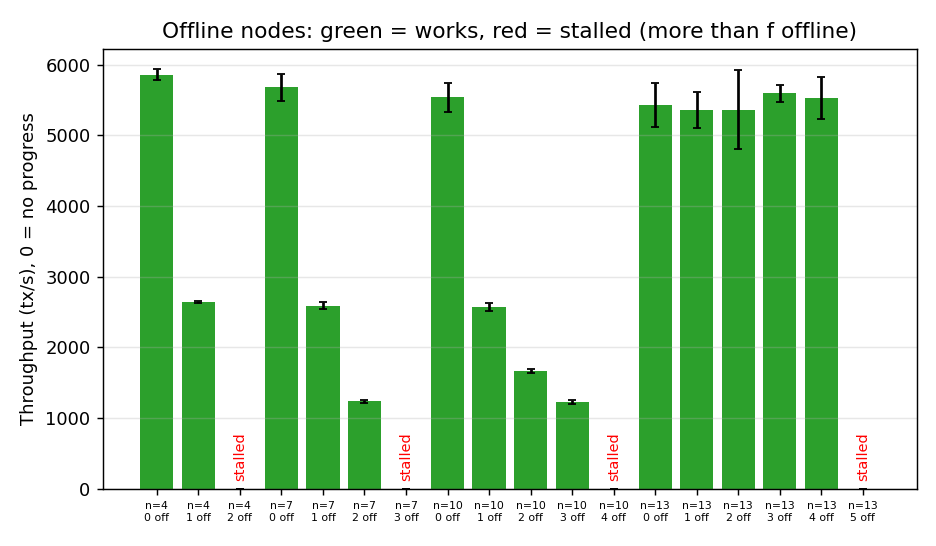 Offline nodes: green = works, red = stalled (more than f offline)
Throughput (tx/s), 0 = no progress
6000
5000
4000
3000
2000
1000
0
stalled
stalled
stalled
stalled
n=4 n=4 n=4 n=7 n=7 n=7 n=7 n=10 n=10 n=10 n=10 n=10 n=13 n=13 n=13 n=13 n=13 n=13
0 off 1 off 2 off 0 off 1 off 2 off 3 off 0 off 1 off 2 off 3 off 4 off 0 off 1 off 2 off 3 off 4 off 5 off